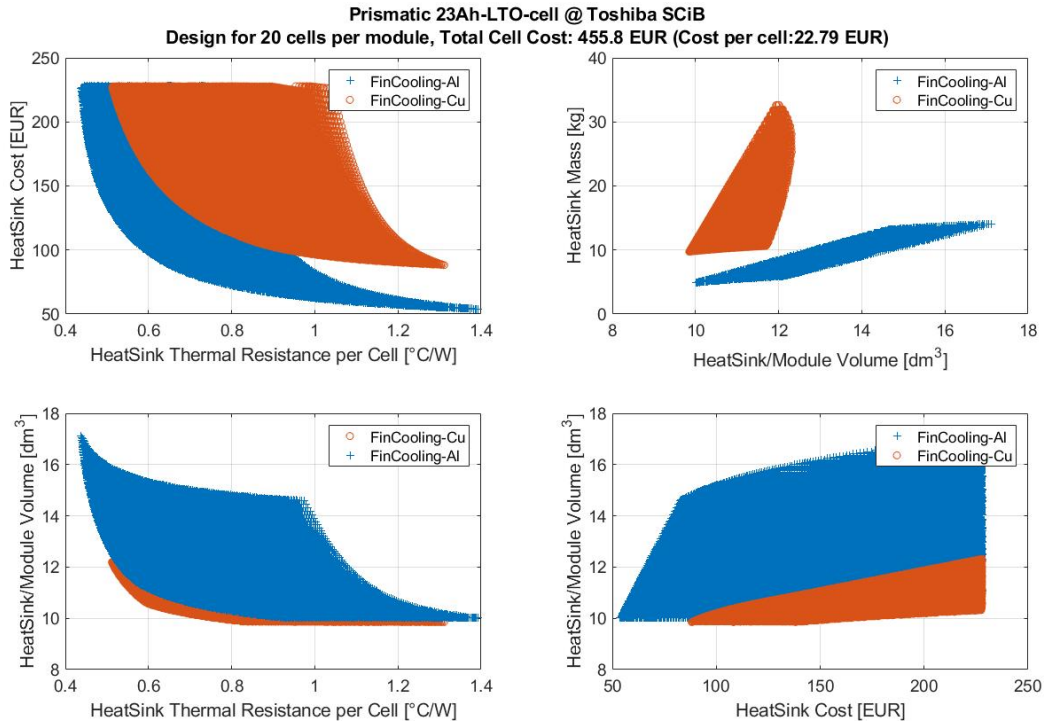 Prismatic 23Ah-LTO-cell @ Toshiba SCiB
Design for 20 cells per module, Total Cell Cost: 455.8 EUR (Cost per cell:22.79 EUR)
HeatSink Cost [EUR]
250
200
150
100
50
FinCooling-Al
FinCooling-Cu
0.4 0.6 0.8 1 1.2 1.4
HeatSink Thermal Resistance per Cell [°C/W]
HeatSink Mass [kg]
40
30
20
10
0
FinCooling-Al
FinCooling-Cu
8 10 12 14 16 18
HeatSink/Module Volume [dm³]
HeatSink/Module Volume [dm³]
18
16
14
12
10
8
FinCooling-Cu
FinCooling-Al
0.4 0.6 0.8 1 1.2 1.4
HeatSink Thermal Resistance per Cell [°C/W]
HeatSink/Module Volume [dm³]
18
16
14
12
10
8
FinCooling-Al
FinCooling-Cu
50 100 150 200 250
HeatSink Cost [EUR]